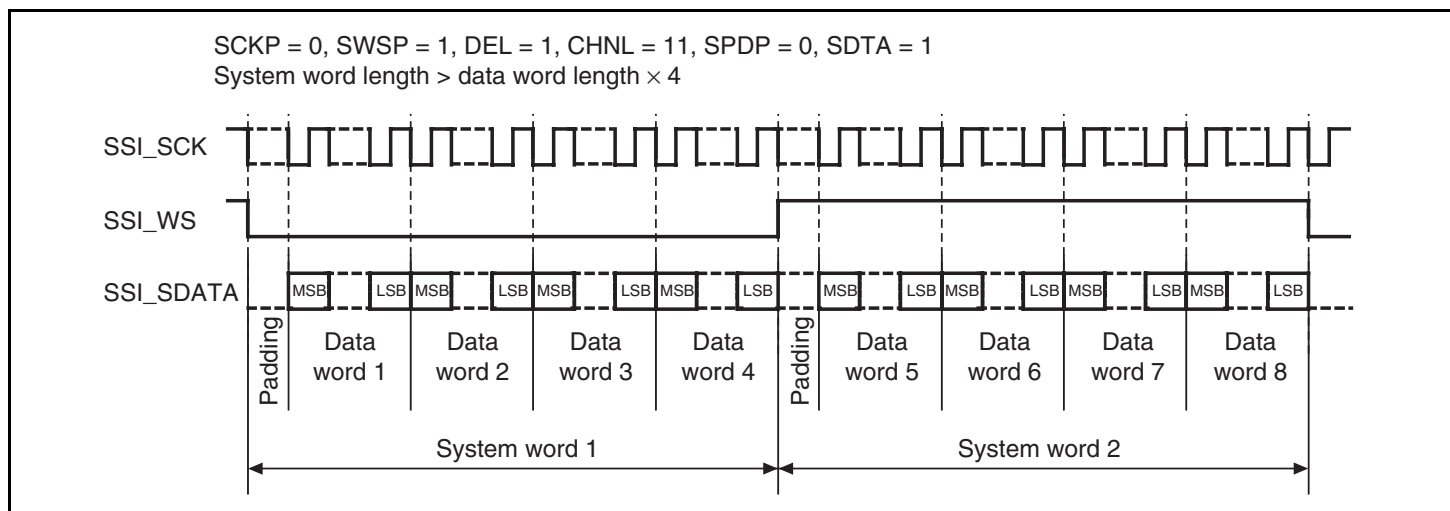 SCKP = 0, SWSP = 1, DEL = 1, CHNL = 11, SPDP = 0, SDTA = 1
System word length > data word length × 4
SSI_SCK
SSI_WS
SSI_SDATA
MSB LSB MSB LSB MSB LSB MSB LSB MSB LSB MSB LSB MSB LSB MSB LSB
Padding
Data word 1
Data word 2
Data word 3
Data word 4
Padding
Data word 5
Data word 6
Data word 7
Data word 8
System word 1
System word 2